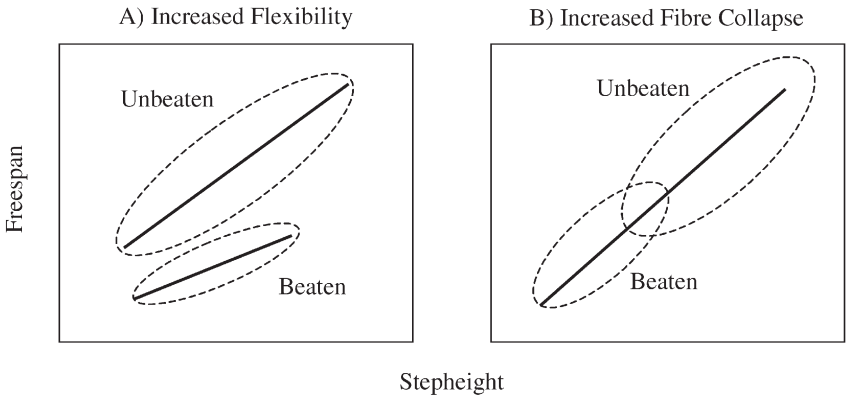 A) Increased Flexibility
B) Increased Fibre Collapse
Unbeaten
Unbeaten
Freespan
Beaten
Beaten
Stepheight